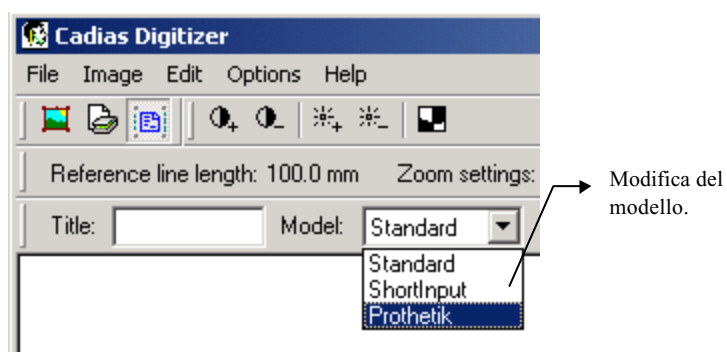 Cadias Digitizer
File Image Edit Options Help
Reference line length: 100.0 mm Zoom settings:
Title: Model: Standard
Standard
ShortInput
Prothetik
Modifica del
modello.